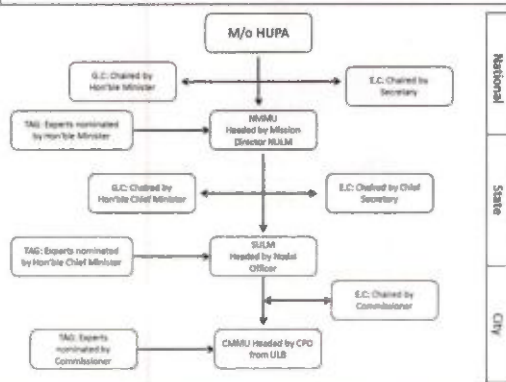 M/o HUPA
G.C: Chaired by
Hon'ble Minister
E.C: Chaired by
Secretary
TAG: Experts nominated
by Hon'ble Minister
NMMU
Headed by Mission
Director NULM
National
G.C: Chaired by
Hon'ble Chief Minister
E.C: Chaired by Chief
Secretary
TAG: Experts nominated
by Hon'ble Chief Minister
SULM
Headed by Nodal
Officer
State
E.C: Chaired by
Commissioner
TAG: Experts
nominated by
Commissioner
CMMU Headed by CPO
from ULB
City